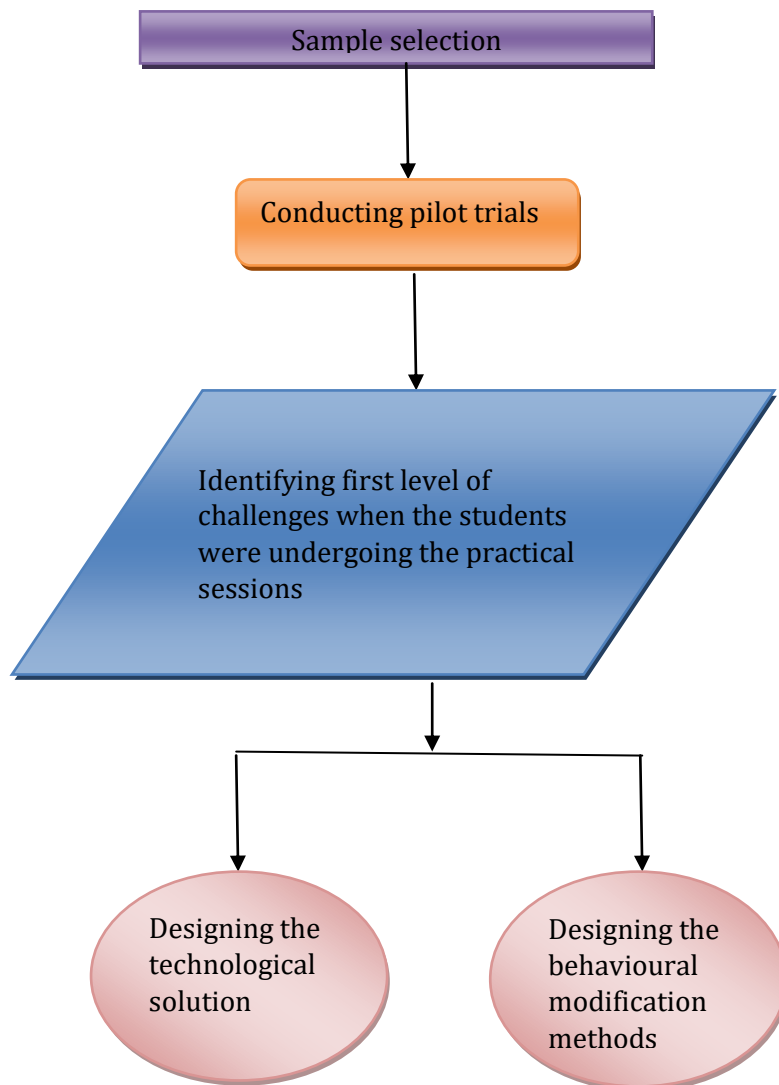 Sample selection
Conducting pilot trials
Identifying first level of
challenges when the students
were undergoing the practical
sessions
Designing the
technological
solution
Designing the
behavioural
modification
methods